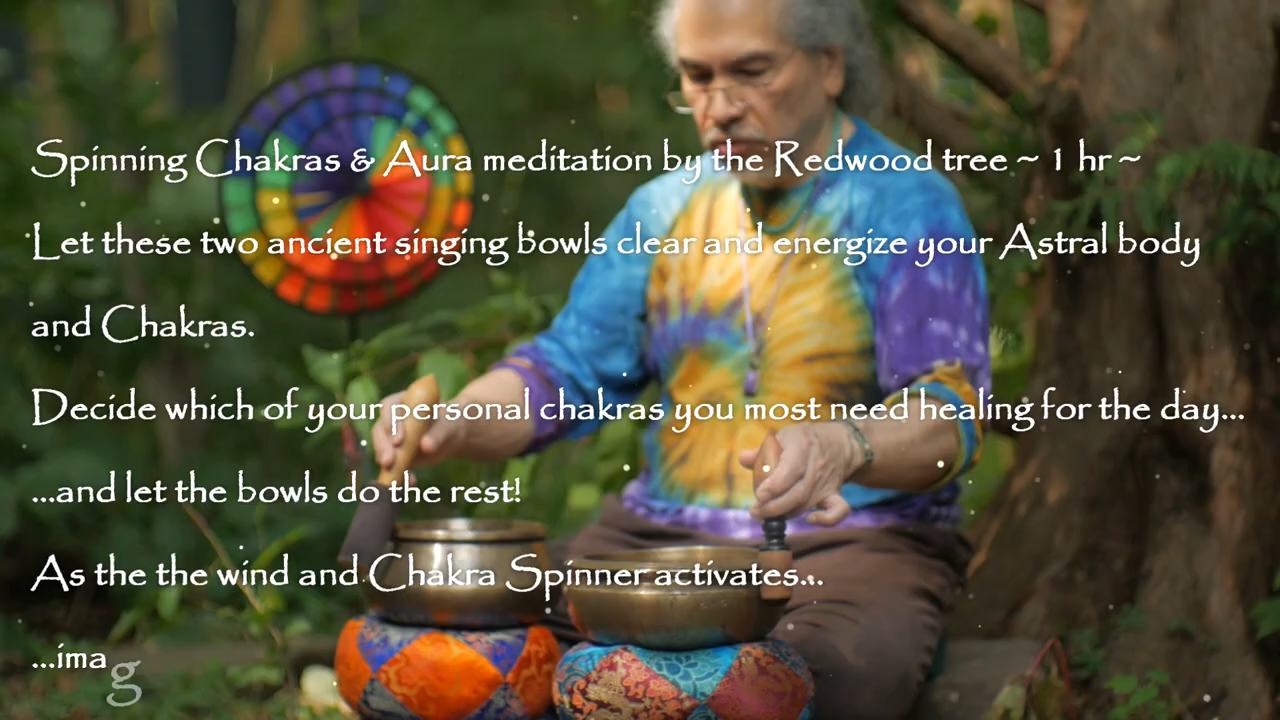 Spinning Chakras & Aura meditation by the Redwood tree ~ 1 hr ~
Let these two ancient singing bowls clear and energize your Astral body
and Chakras.
Decide which of your personal chakras you most need healing for the day...
...and let the bowls do the rest!
As the the wind and Chakra Spinner activates...
...imag